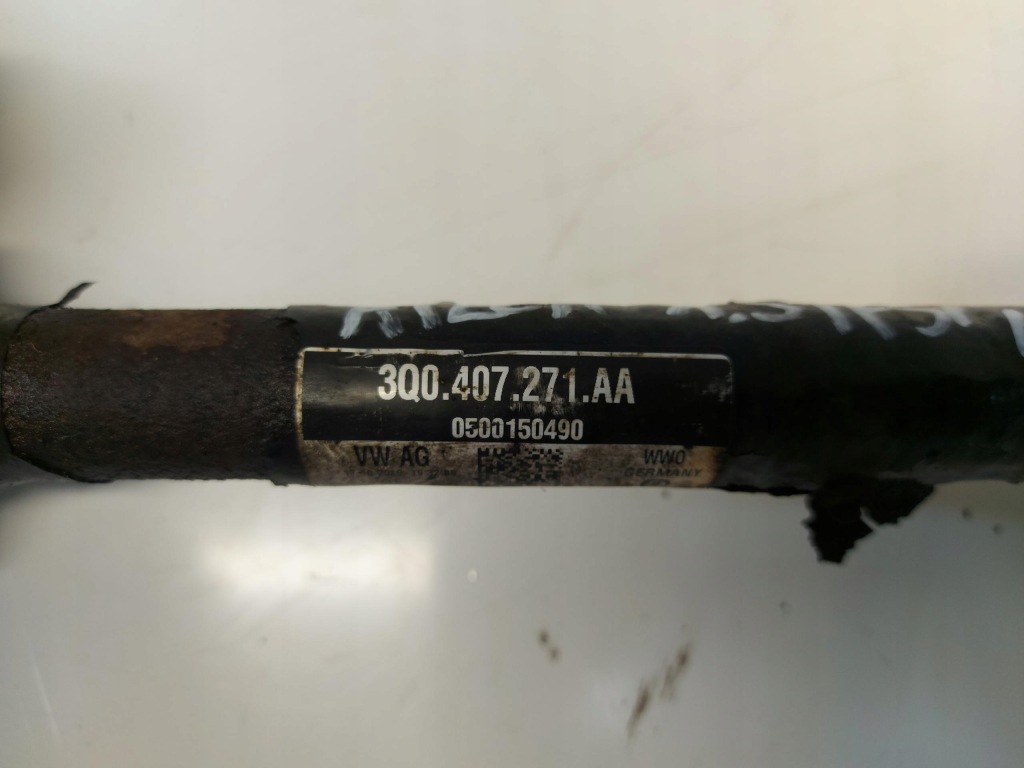 3Q0.407.271.AA
0500150490
VW AG
WWO
GERMANY